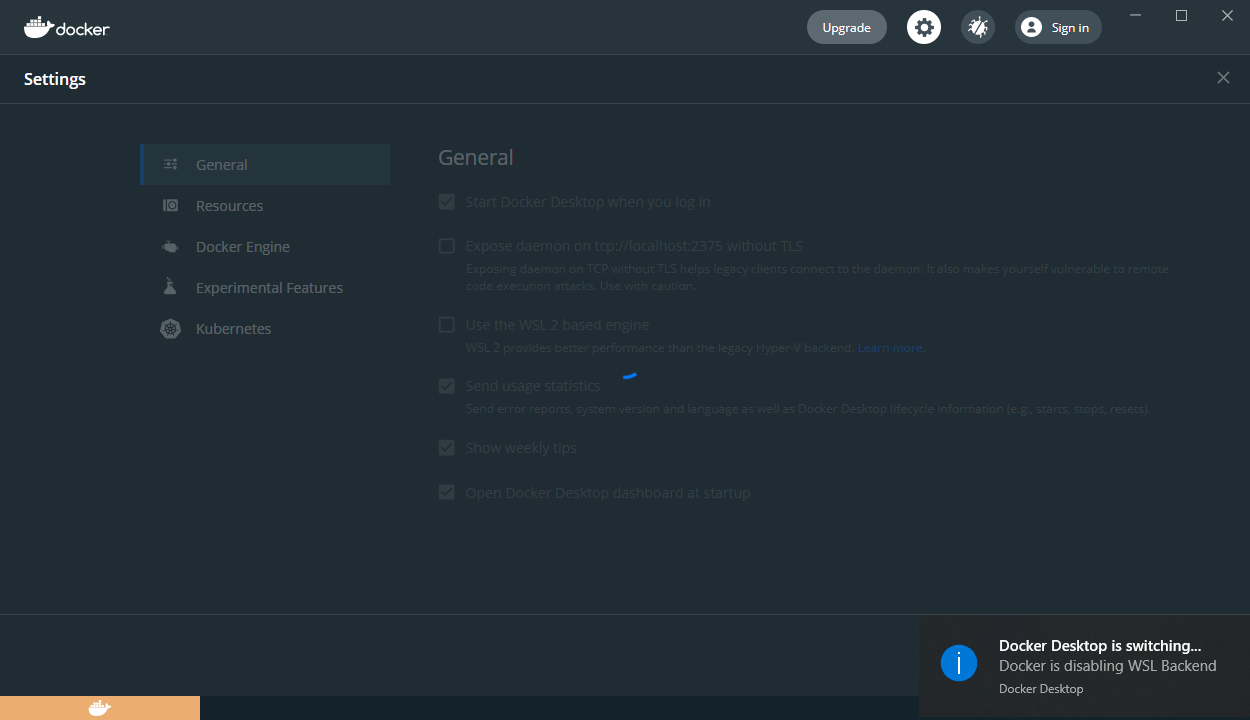 docker
Upgrade
Sign in
Settings
General
Resources
Docker Engine
Experimental Features
Kubernetes
General
Start Docker Desktop when you log in
Expose daemon on tcp://localhost:2375 without TLS
Exposing daemon on TCP without TLS helps legacy clients connect to the daemon. It also makes yourself vulnerable to remote
code execution attacks. Use with caution.
Use the WSL 2 based engine
WSL 2 provides better performance than the legacy Hyper-V backend. Learn more.
Send usage statistics
Send error reports, system version and language as well as Docker Desktop lifecycle information (e.g., starts, stops, resets).
Show weekly tips
Open Docker Desktop dashboard at startup
Docker Desktop is switching...
Docker is disabling WSL Backend
Docker Desktop